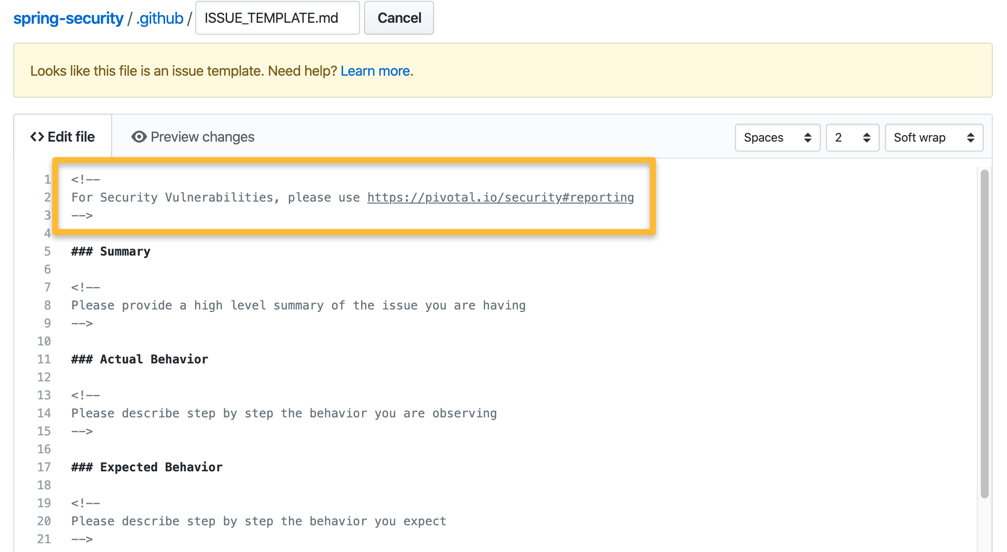 spring-security / .github / ISSUE_TEMPLATE.md Cancel
Looks like this file is an issue template. Need help? Learn more.
<> Edit file Preview changes Spaces 2 Soft wrap
1 <!--
2 For Security Vulnerabilities, please use https://pivotal.io/security#reporting
3 -->
4
5 ### Summary
6
7 <!--
8 Please provide a high level summary of the issue you are having
9 -->
10
11 ### Actual Behavior
12
13 <!--
14 Please describe step by step the behavior you are observing
15 -->
16
17 ### Expected Behavior
18
19 <!--
20 Please describe step by step the behavior you expect
21 -->